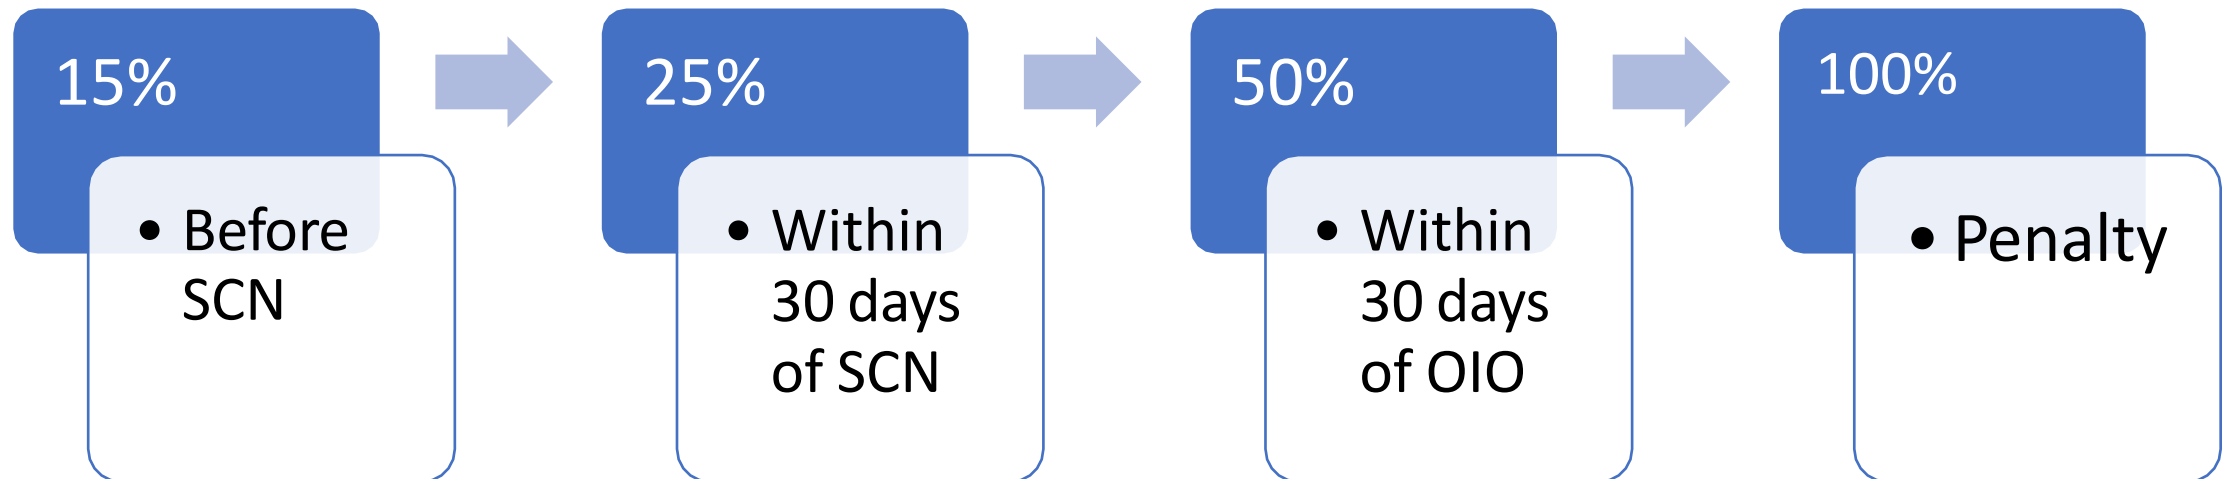 15%
• Before
SCN
25%
• Within
30 days
of SCN
50%
• Within
30 days
of OIO
100%
• Penalty